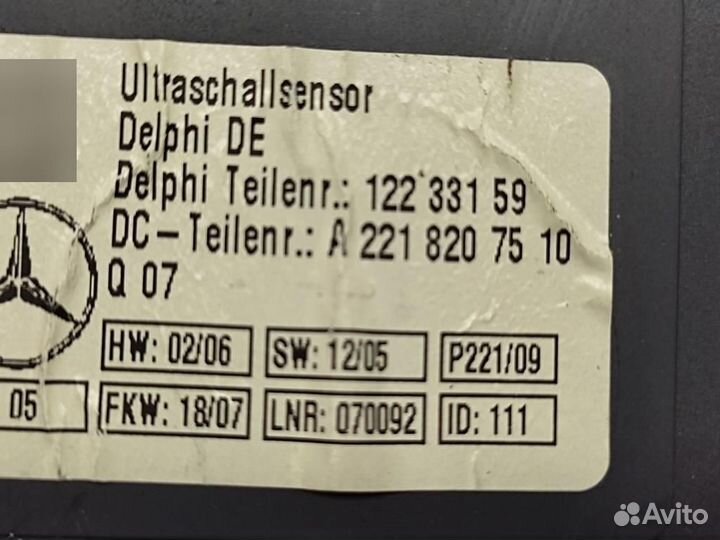 Ultraschallsensor
Delphi DE
Delphi Teilenr.: 122 331 59
DC-Teilenr.: A 221 820 75 10
Q 07
HW: 02/06 SW: 12/05 P221/09
05 FKW: 18/07 LNR: 070092 ID: 111
Avito